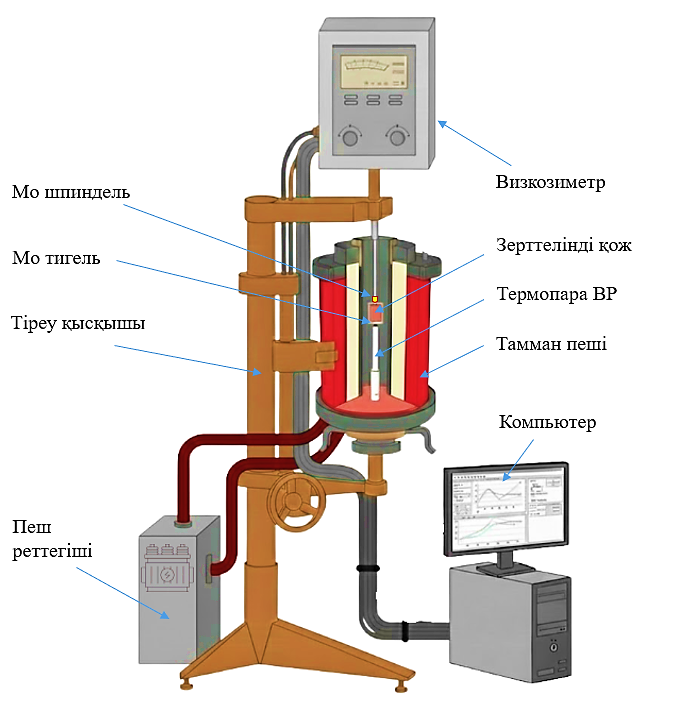 Визкозиметр
Мо шпиндель
Зерттелінді қож
Мо тигель
Термопара ВР
Тіреу қысқышы
Тамман пеші
Компьютер
Пеш
реттегіші